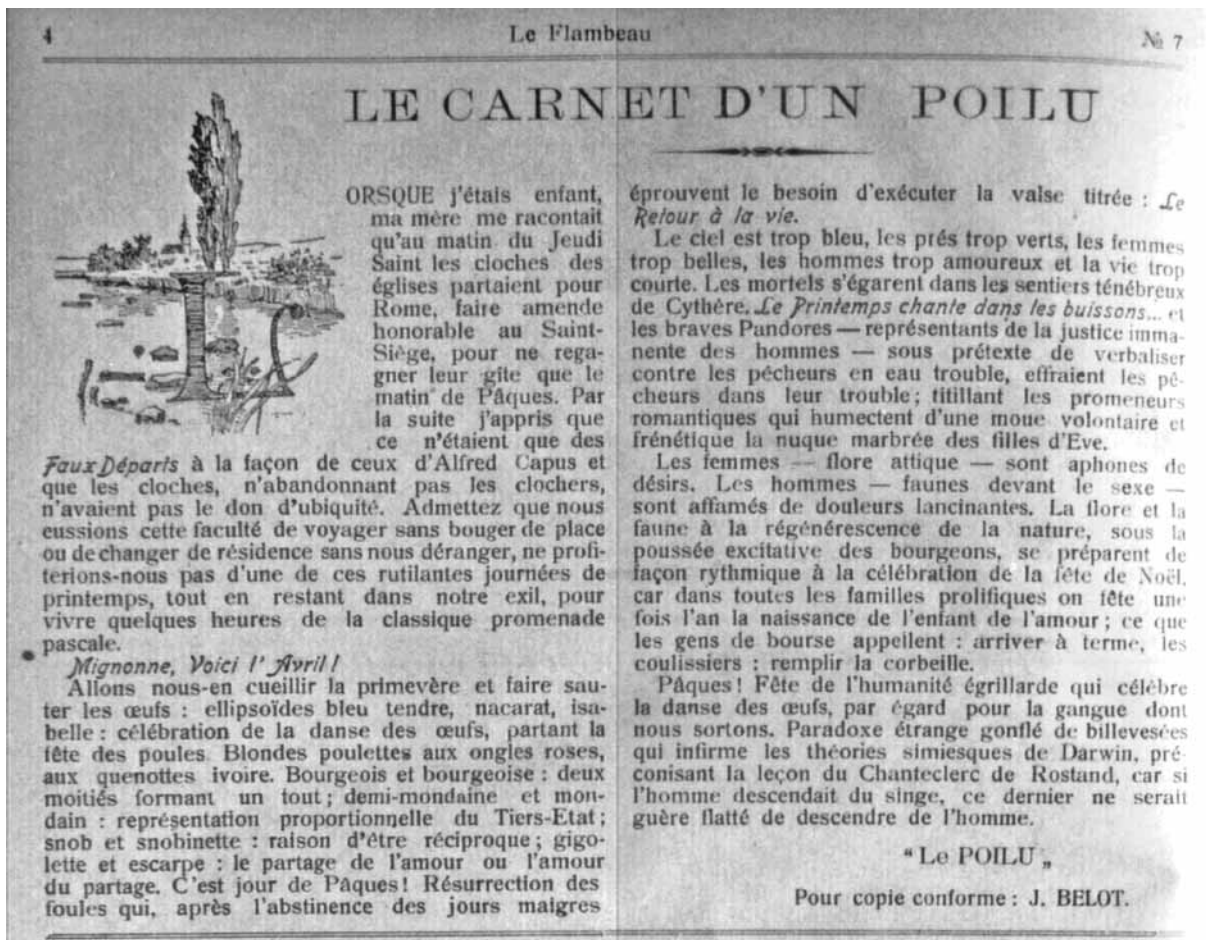 4
Le Flambeau
№ 7
LE CARNET D'UN POILU
LORSQUE j'étais enfant,
ma mère me racontait
qu'au matin du Jeudi
Saint les cloches des
églises partaient pour
Rome, faire amende
honorable au Saint-
Siège, pour ne rega-
gner leur gîte que le
matin de Pâques. Par
la suite j'appris que
ce n'étaient que des
Faux Départs à la façon de ceux d'Alfred Capus et
que les cloches, n'abandonnant pas les clochers,
n'avaient pas le don d'ubiquité. Admettez que nous
eussions cette faculté de voyager sans bouger de place
ou de changer de résidence sans nous déranger, ne profi-
terions-nous pas d'une de ces rutilantes journées de
printemps, tout en restant dans notre exil, pour
vivre quelques heures de la classique promenade
pascale.
Mignonne, Voici l'Avril !
Allons nous-en cueillir la primevère et faire sau-
ter les œufs : ellipsoïdes bleu tendre, nacarat, isa-
belle : célébration de la danse des œufs, partant la
fête des poules. Blondes poulettes aux ongles roses,
aux quenottes ivoire. Bourgeois et bourgeoise : deux
moitiés formant un tout ; demi-mondaine et mon-
dain : représentation proportionnelle du Tiers-Etat ;
snob et snobinette : raison d'être réciproque ; gigo-
lette et escarpe : le partage de l'amour ou l'amour
du partage. C'est jour de Pâques ! Résurrection des
foules qui, après l'abstinence des jours maigres
éprouvent le besoin d'exécuter la valse titrée : Le
Retour à la vie.
Le ciel est trop bleu, les prés trop verts, les femmes
trop belles, les hommes trop amoureux et la vie trop
courte. Les mortels s'égarent dans les sentiers ténébreux
de Cythère. Le Printemps chante dans les buissons... et
les braves Pandores — représentants de la justice imma-
nente des hommes — sous prétexte de verbaliser
contre les pécheurs en eau trouble, effraient les pê-
cheurs dans leur trouble ; titillant les promeneurs
romantiques qui humectent d'une moue volontaire et
frénétique la nuque marbrée des filles d'Eve.
Les femmes — flore attique — sont aphones de
désirs. Les hommes — faunes devant le sexe —
sont affamés de douleurs lancinantes. La flore et la
faune à la régénérescence de la nature, sous la
poussée excitative des bourgeons, se préparent de
façon rythmique à la célébration de la fête de Noël,
car dans toutes les familles prolifiques on fête une
fois l'an la naissance de l'enfant de l'amour ; ce que
les gens de bourse appellent : arriver à terme, les
coulissiers : remplir la corbeille.
Pâques ! Fête de l'humanité égrillarde qui célèbre
la danse des œufs, par égard pour la gangue dont
nous sortons. Paradoxe étrange gonflé de billevesées
qui infirme les théories simiesques de Darwin, pré-
conisant la leçon du Chanteclerc de Rostand, car si
l'homme descendait du singe, ce dernier ne serait
guère flatté de descendre de l'homme.
“ Le POILU „
Pour copie conforme : J. BELOT.